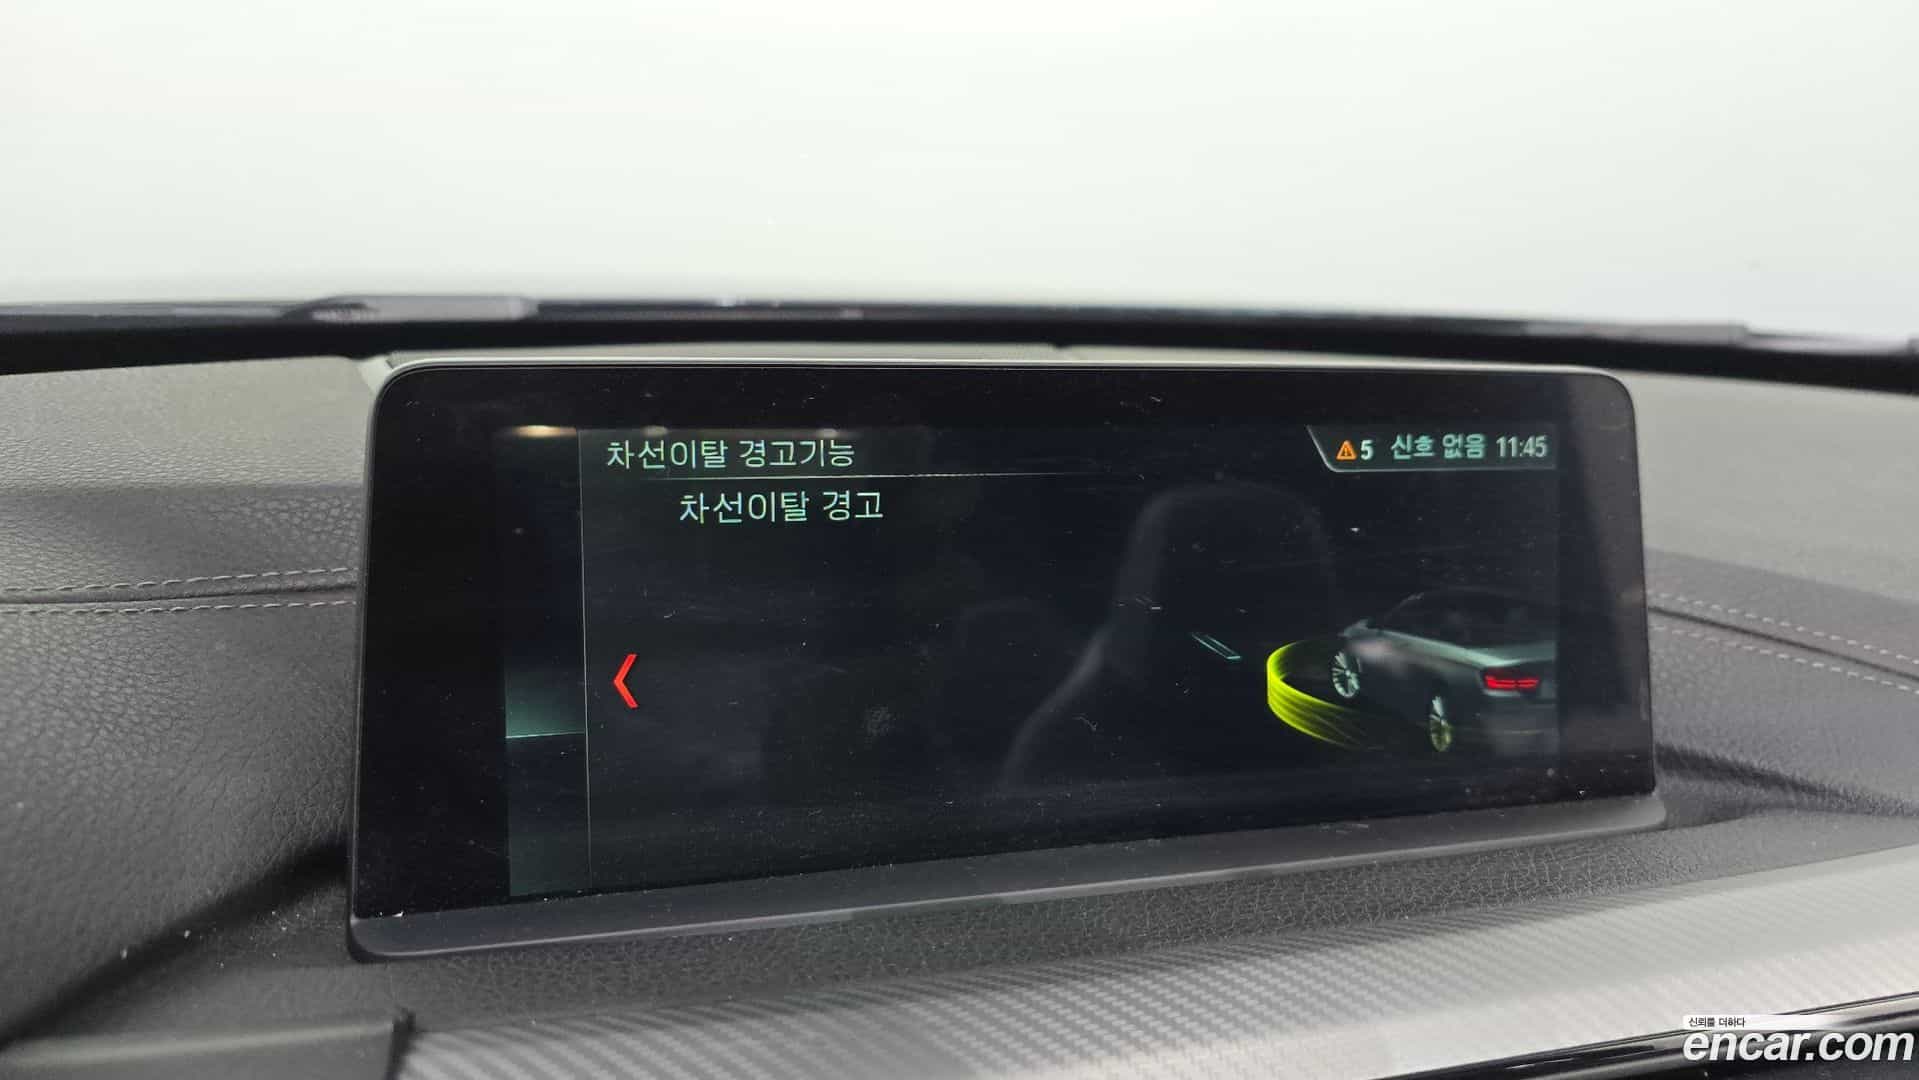 차선이탈 경고기능
5 신호 없음 11:45
차선이탈 경고
신뢰를 더하다
encar.com